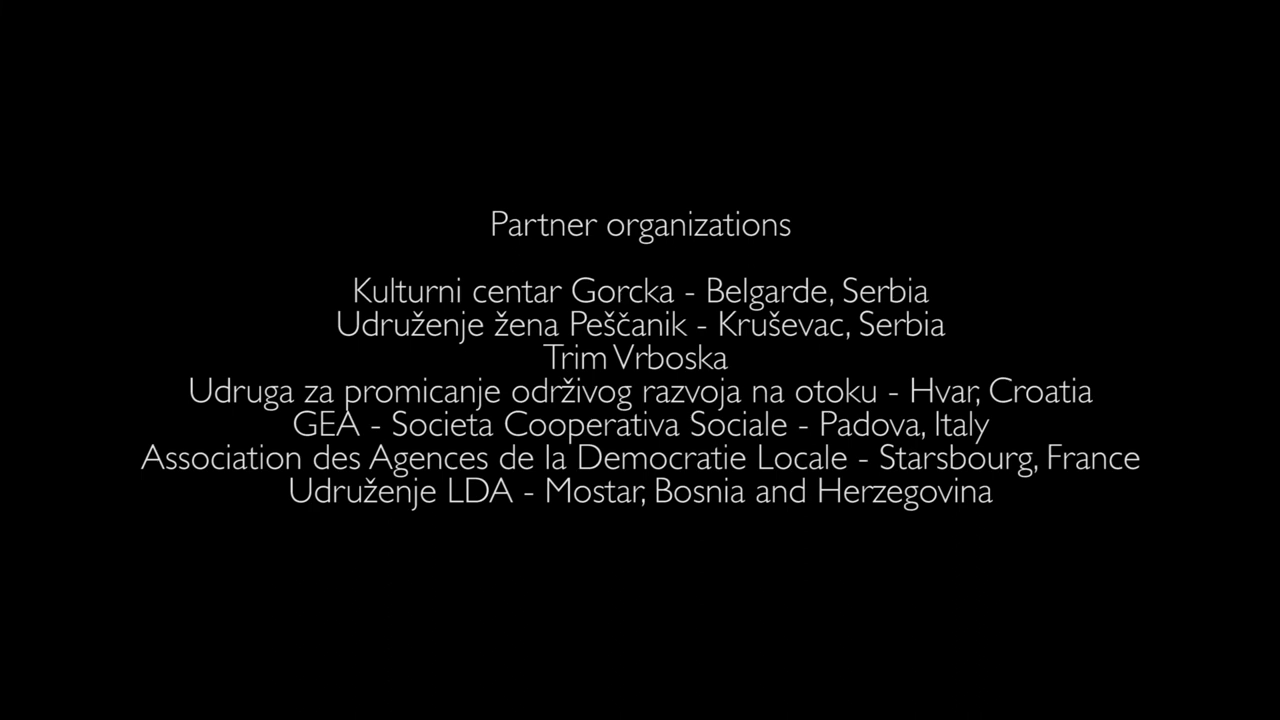 Partner organizations
Kulturni centar Gorcka - Belgarde, Serbia
Udruženje žena Peščanik - Kruševac, Serbia
Trim Vrboska
Udruga za promicanje održivog razvoja na otoku - Hvar, Croatia
GEA - Societa Cooperativa Sociale - Padova, Italy
Association des Agences de la Democratie Locale - Starsbourg, France
Udruženje LDA - Mostar, Bosnia and Herzegovina